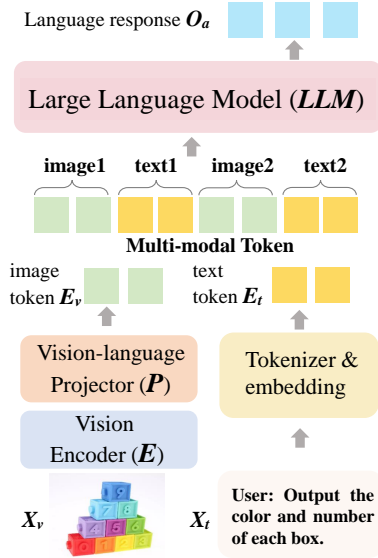 Language response O_a
Large Language Model (LLM)
image1 text1 image2 text2
Multi-modal Token
image token E_v
text token E_t
Vision-language Projector (P)
Tokenizer & embedding
Vision Encoder (E)
X_v
X_t
User: Output the
color and number
of each box.